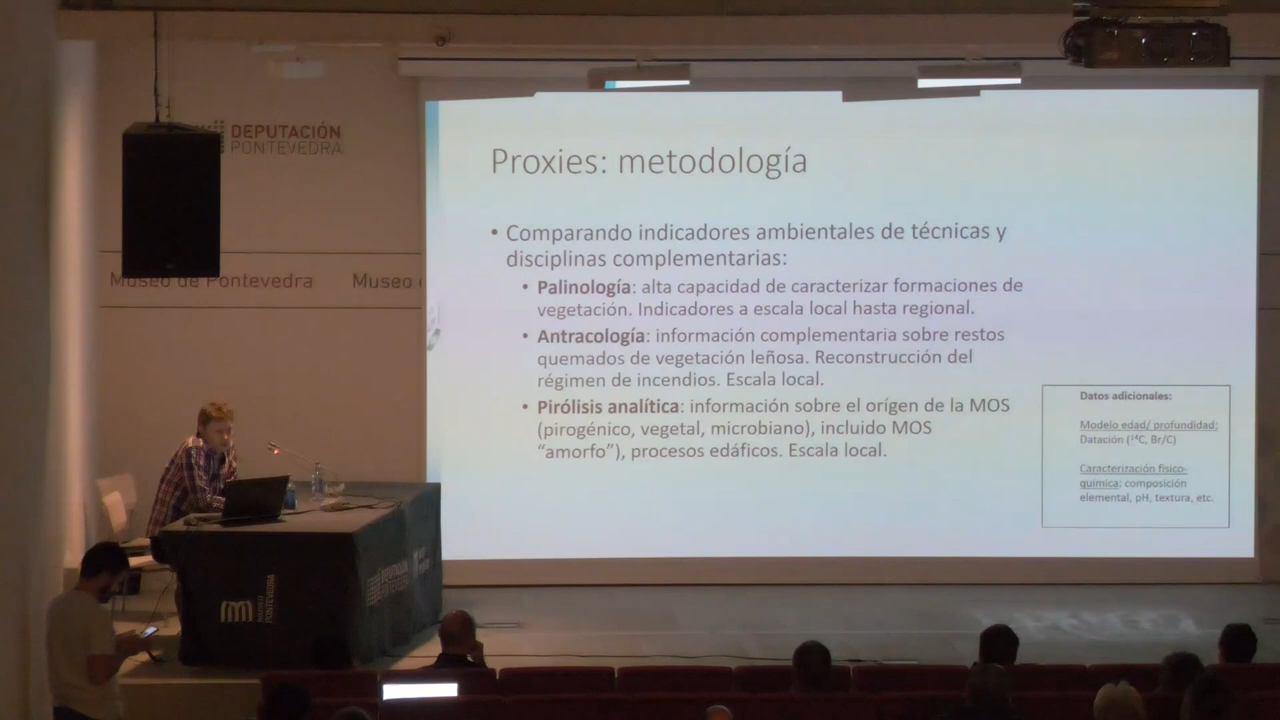 DEPUTACIÓN
PONTEVEDRA
Museo de Pontevedra
Museo
Proxies: metodología
• Comparando indicadores ambientales de técnicas y
disciplinas complementarias:
• Palinología: alta capacidad de caracterizar formaciones de
vegetación. Indicadores a escala local hasta regional.
• Antracología: información complementaria sobre restos
quemados de vegetación leñosa. Reconstrucción del
régimen de incendios. Escala local.
• Pirólisis analítica: información sobre el orígen de la MOS
(pirogénico, vegetal, microbiano), incluido MOS
“amorfo”), procesos edáficos. Escala local.
Datos adicionales:
Modelo edad/ profundidad:
Datación (¹⁴C, Br/C)
Caracterización físico-
química: composición
elemental, pH, textura, etc.
MUSEO
PONTEVEDRA
DEPUTACIÓN
PONTEVEDRA